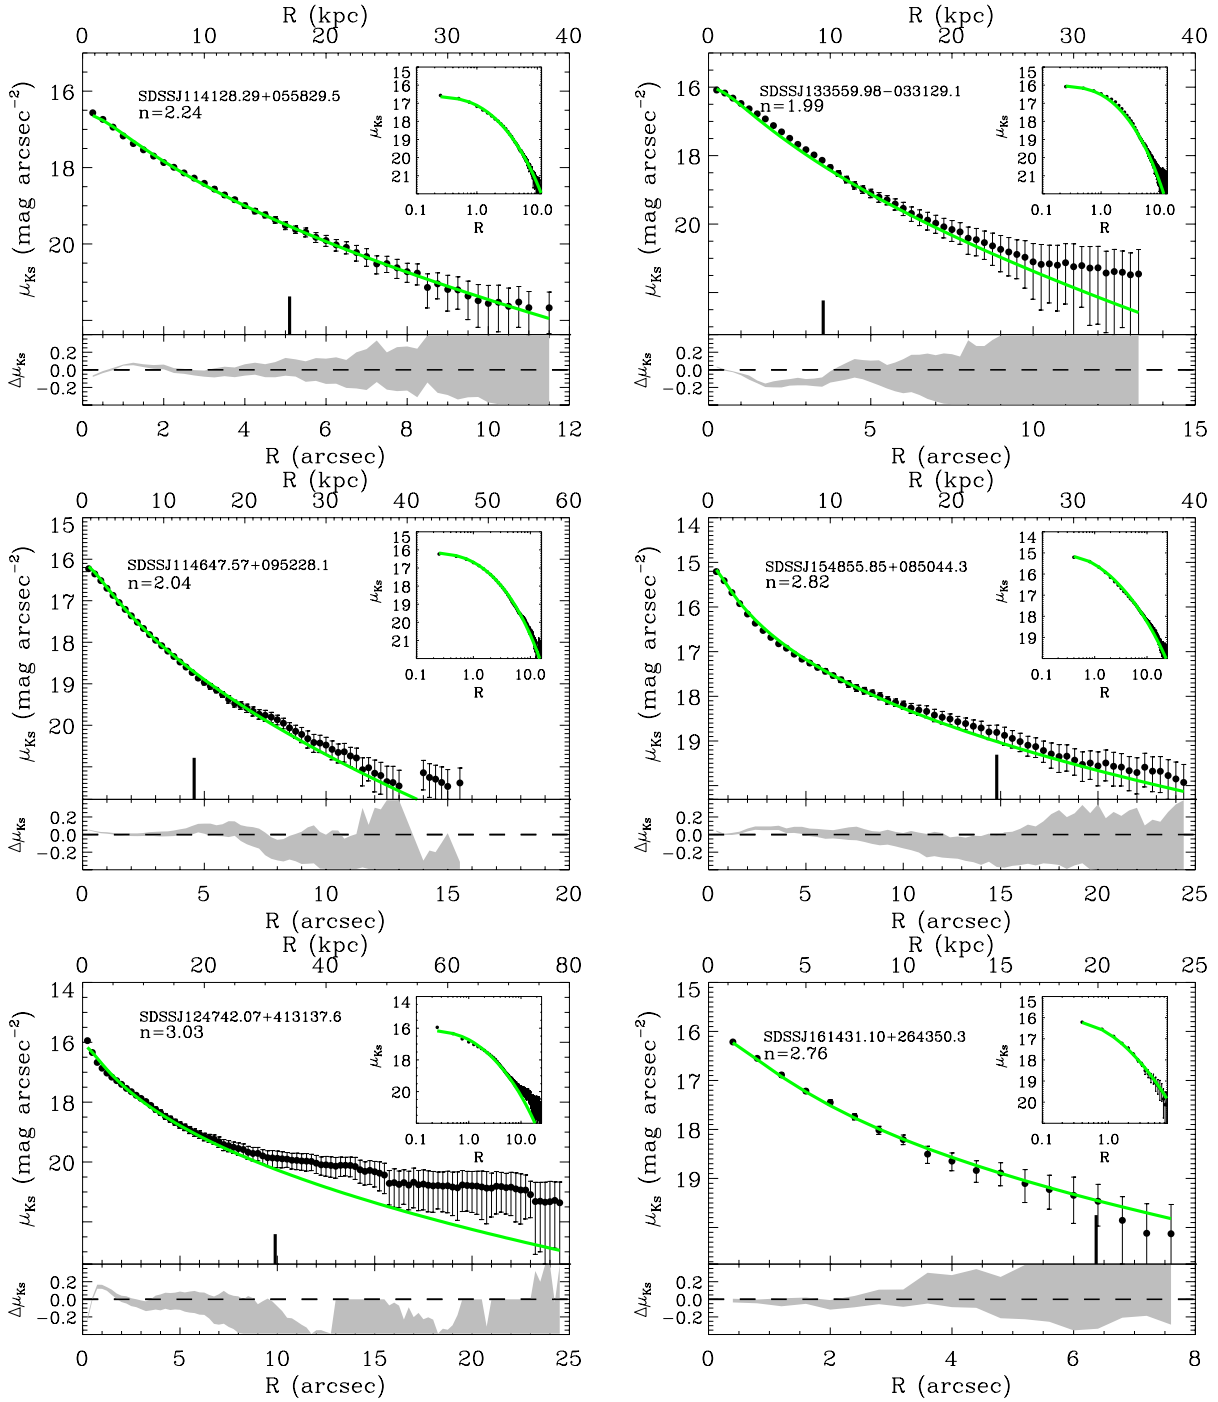 R (kpc)
0 10 20 30 40
μKs (mag arcsec−2)
16
18
20
SDSSJ114128.29+055829.5
n=2.24
μKs
15
16
17
18
19
20
21
0.1 1.0 10.0
R
ΔμKs
0.2
0.0
−0.2
0 2 4 6 8 10 12
R (arcsec)
R (kpc)
0 10 20 30 40
μKs (mag arcsec−2)
16
18
20
SDSSJ133559.98−033129.1
n=1.99
μKs
15
16
17
18
19
20
21
0.1 1.0 10.0
R
ΔμKs
0.2
0.0
−0.2
0 5 10 15
R (arcsec)
R (kpc)
0 10 20 30 40 50 60
μKs (mag arcsec−2)
15
16
17
18
19
20
SDSSJ114647.57+095228.1
n=2.04
μKs
15
16
17
18
19
20
21
0.1 1.0 10.0
R
ΔμKs
0.2
0.0
−0.2
0 5 10 15 20
R (arcsec)
R (kpc)
0 10 20 30 40
μKs (mag arcsec−2)
14
15
16
17
18
19
SDSSJ154855.85+085044.3
n=2.82
μKs
14
15
16
17
18
19
0.1 1.0 10.0
R
ΔμKs
0.2
0.0
−0.2
0 5 10 15 20 25
R (arcsec)
R (kpc)
0 20 40 60 80
μKs (mag arcsec−2)
14
16
18
20
SDSSJ124742.07+413137.6
n=3.03
μKs
14
16
18
20
0.1 1.0 10.0
R
ΔμKs
0.2
0.0
−0.2
0 5 10 15 20 25
R (arcsec)
R (kpc)
0 5 10 15 20 25
μKs (mag arcsec−2)
15
16
17
18
19
SDSSJ161431.10+264350.3
n=2.76
μKs
15
16
17
18
19
20
0.1 1.0
R
ΔμKs
0.2
0.0
−0.2
0 2 4 6 8
R (arcsec)